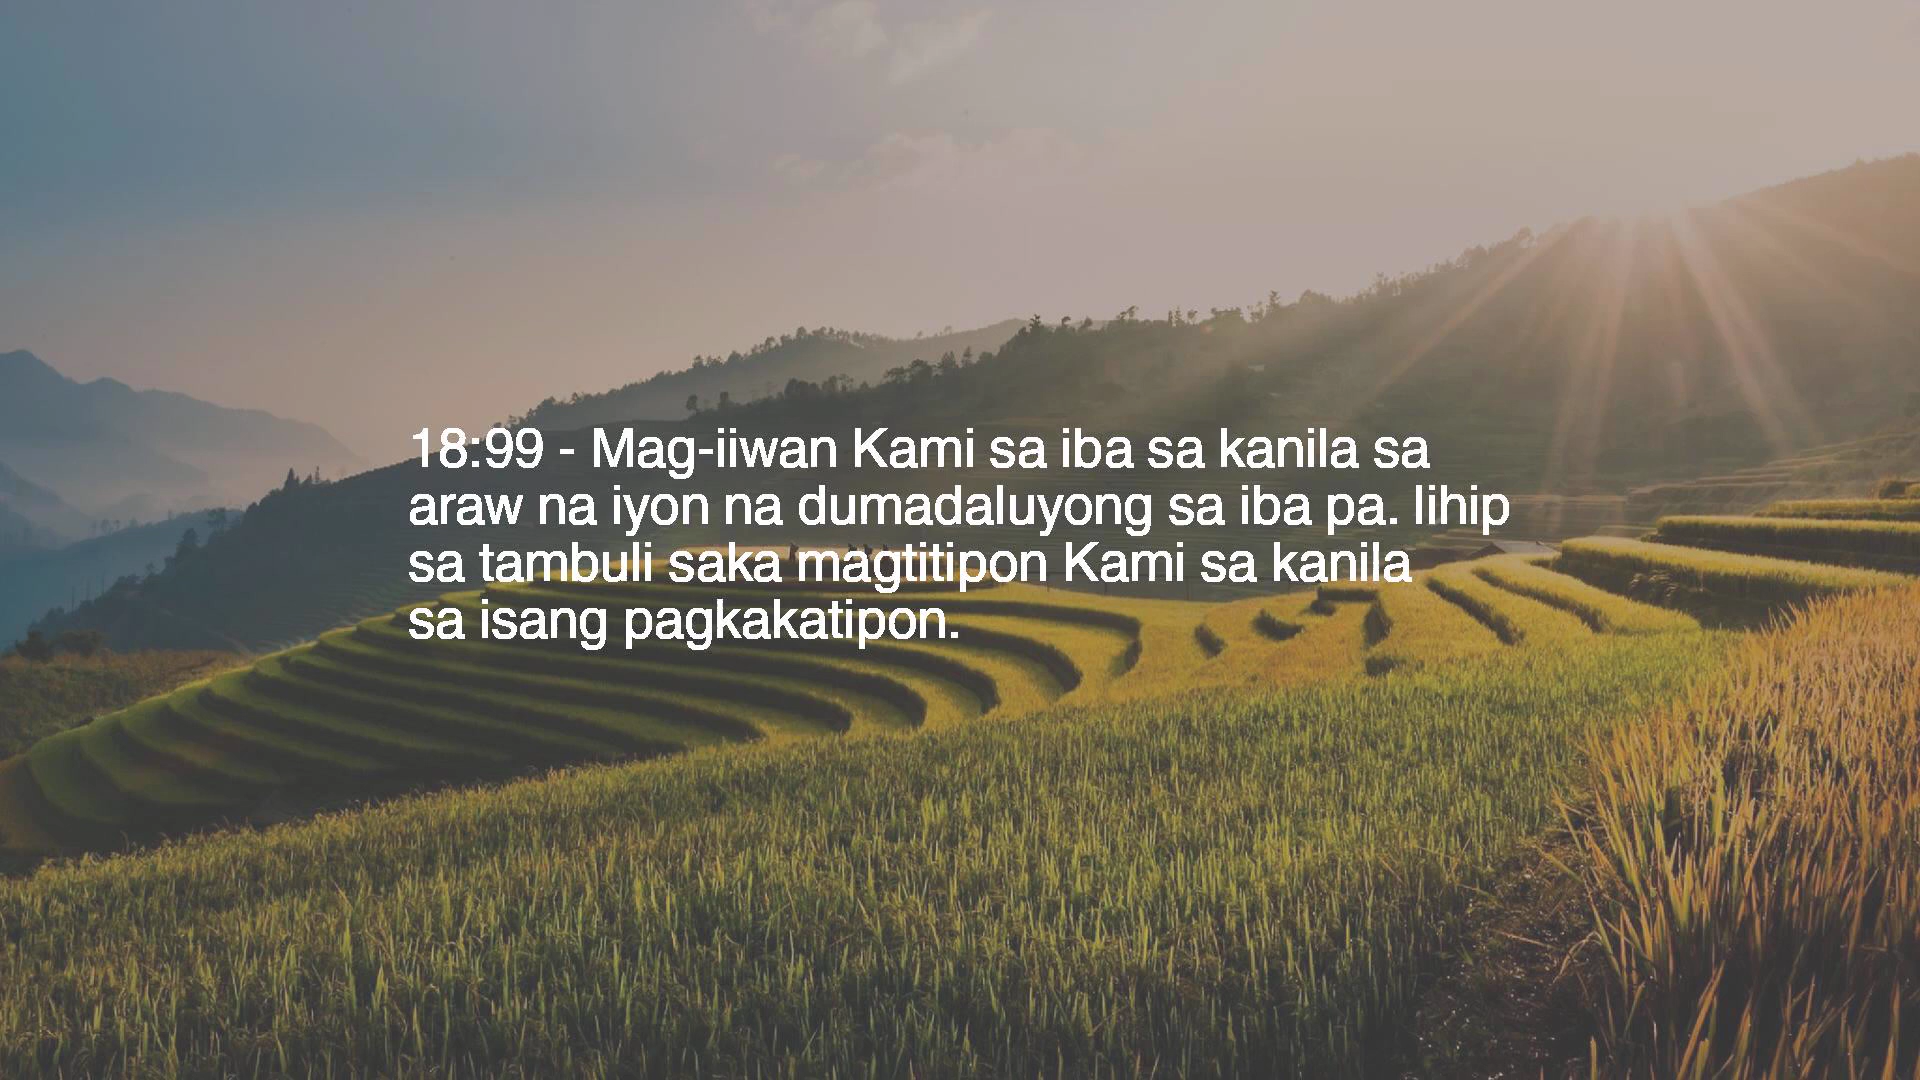 18:99 - Mag-iiwan Kami sa iba sa kanila sa
araw na iyon na dumadaluyong sa iba pa. Iihip
sa tambuli saka magtitipon Kami sa kanila
sa isang pagkakatipon.